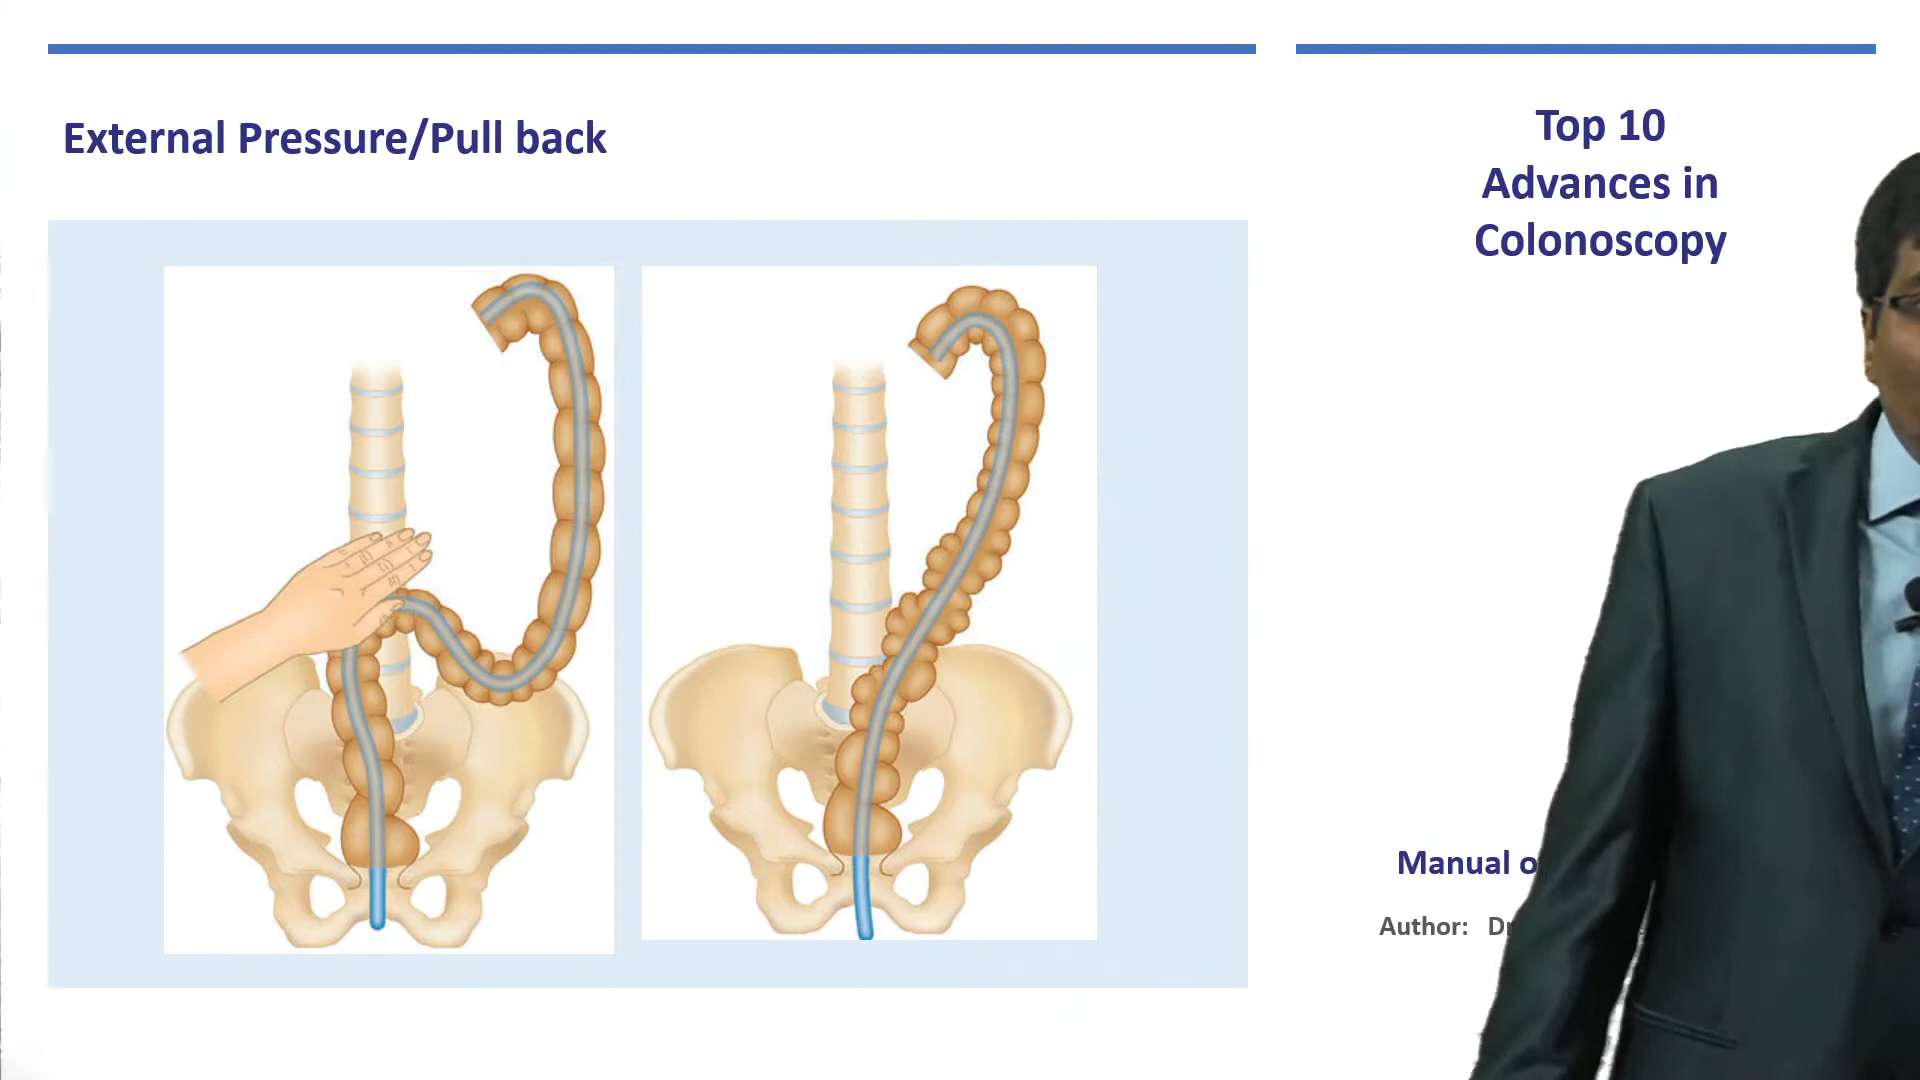 External Pressure/Pull back
Top 10
Advances in
Colonoscopy
Manual
Author: